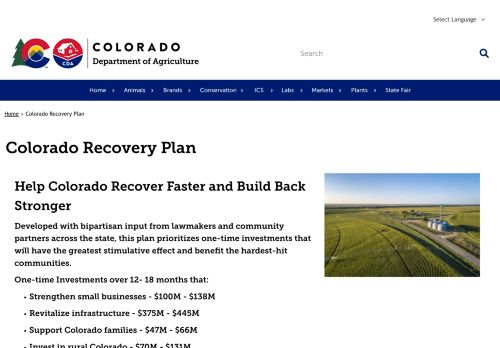 Select Language
COLORADO
Department of Agriculture
CDA
Search
Home › Animals › Brands › Conservation › ICS › Labs › Markets › Plants › State Fair
Home › Colorado Recovery Plan
Colorado Recovery Plan
Help Colorado Recover Faster and Build Back
Stronger
Developed with bipartisan input from lawmakers and community
partners across the state, this plan prioritizes one-time investments that
will have the greatest stimulative effect and benefit the hardest-hit
communities.
One-time Investments over 12- 18 months that:
• Strengthen small businesses - $100M - $138M
• Revitalize infrastructure - $375M - $445M
• Support Colorado families - $47M - $66M
• Invest in rural Colorado - $70M - $131M